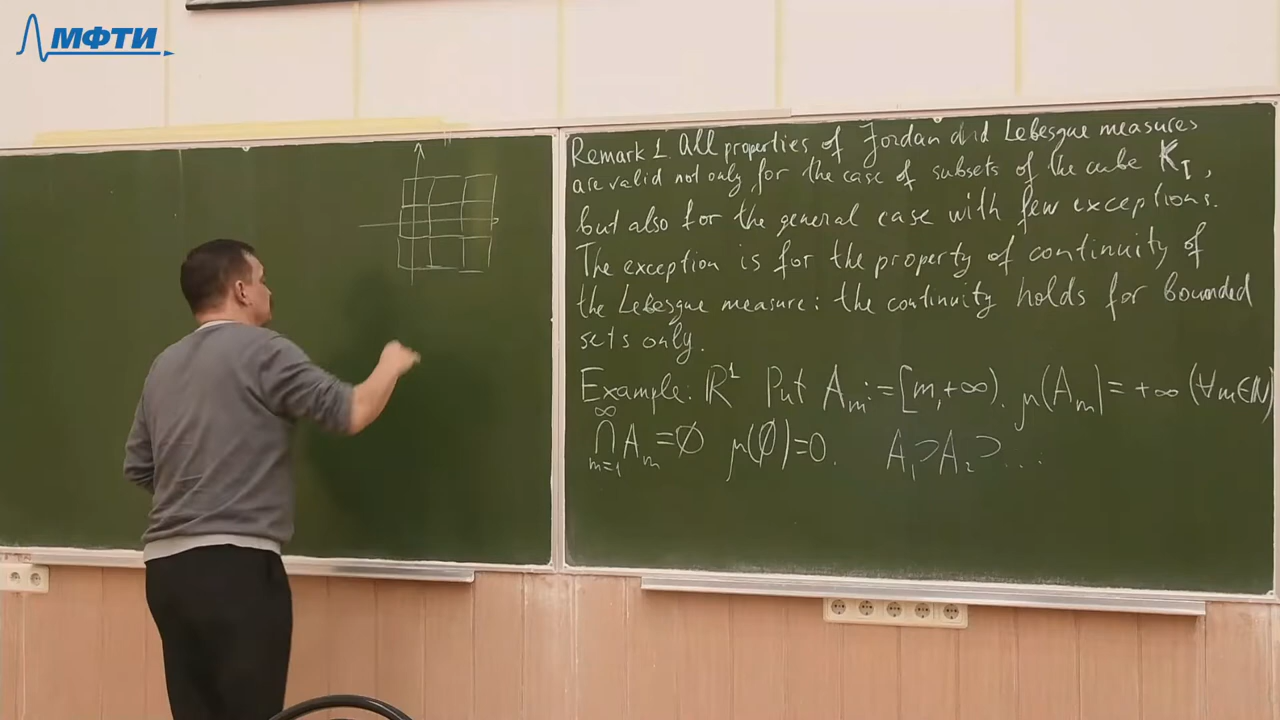 МФТИ
Remark 1 All properties of Jordan and Lebesgue measures
are valid not only for the case of subsets of the cube K_I,
but also for the general case with few exceptions.
The exception is for the property of continuity of
the Lebesgue measure: the continuity holds for bounded
sets only.
Example: ℝ¹ Put A_m := [m, +∞). μ(A_m) = +∞ (∀m∈ℕ)
∞
∩ A_m = ∅ μ(∅) = 0. A₁ ⊃ A₂ ⊃ ...
m=1